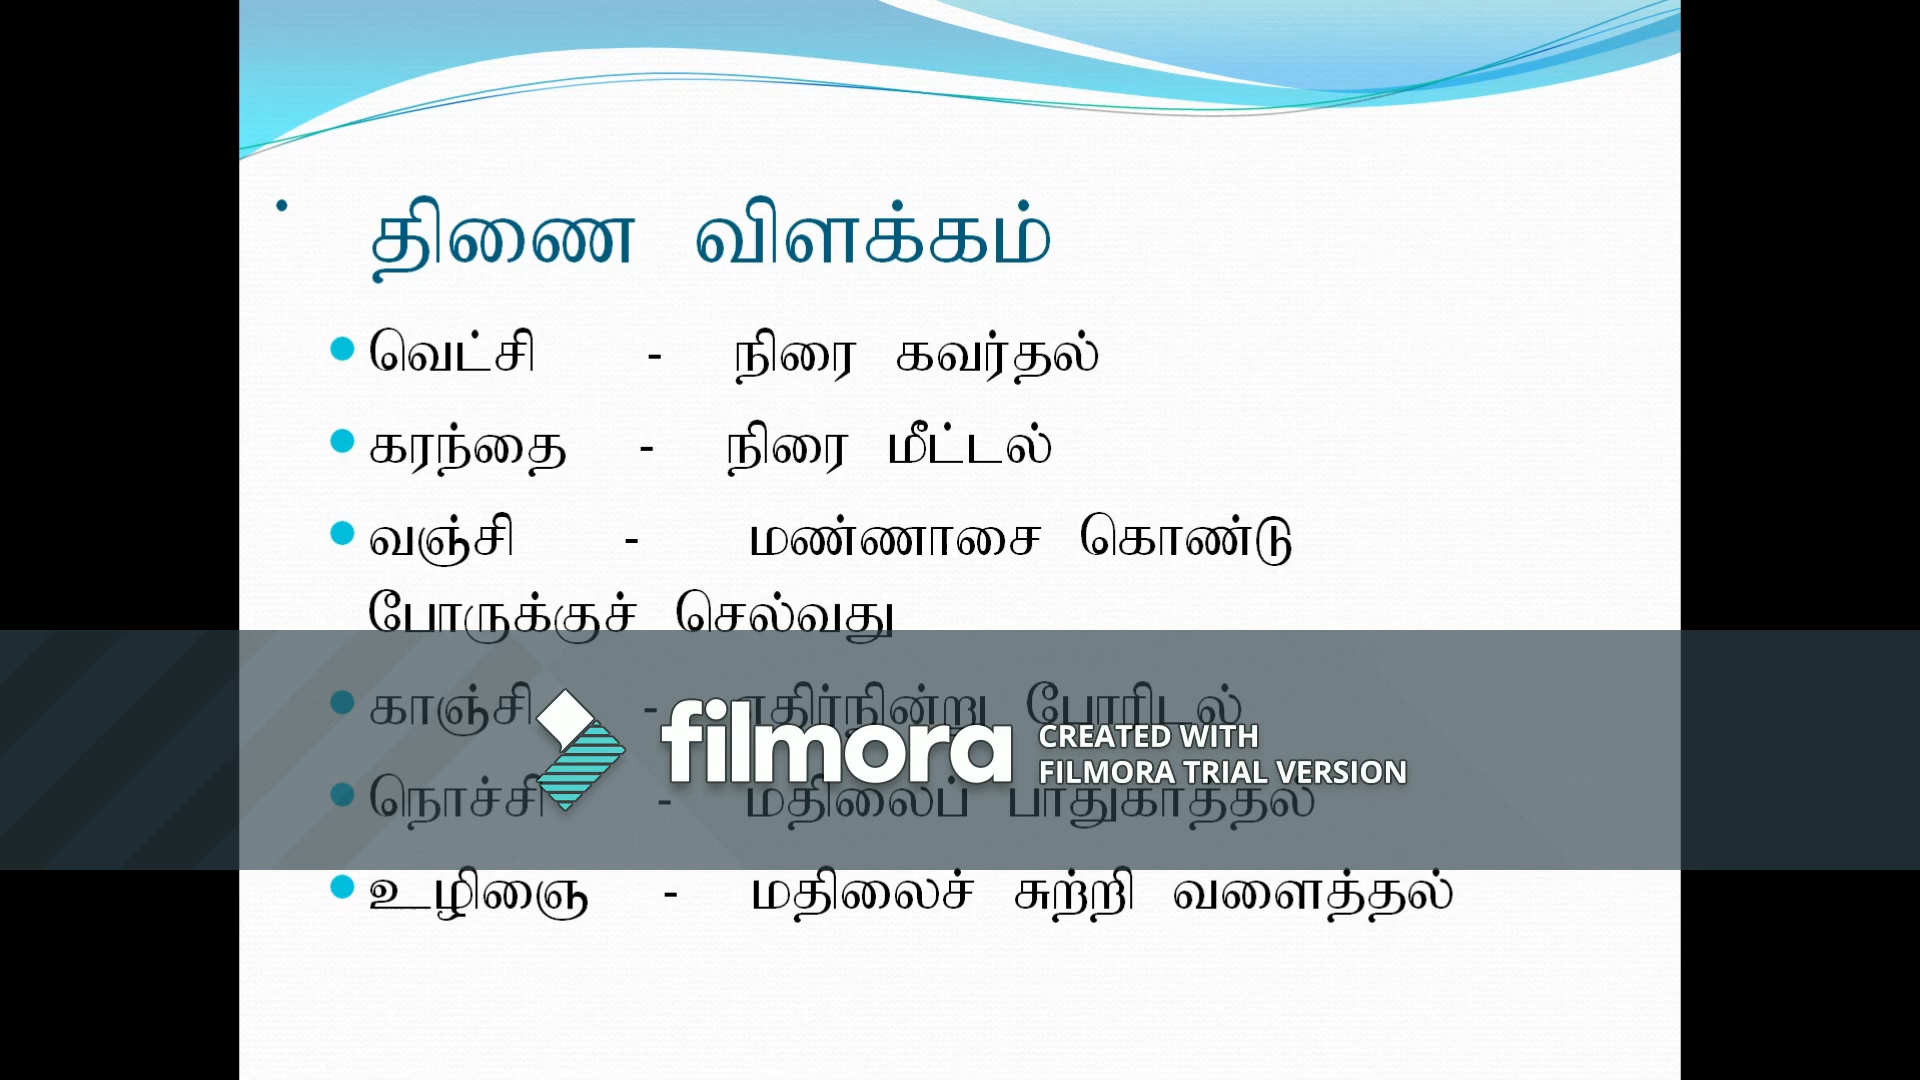 திணை விளக்கம்
வெட்சி - நிரை கவர்தல்
கரந்தை - நிரை மீட்டல்
வஞ்சி - மண்ணாசை கொண்டு
போருக்குச் செல்வது
காஞ்சி - எதிர்நின்று போரிடல்
நொச்சி - மதிலைப் பாதுகாத்தல்
உழிஞை - மதிலைச் சுற்றி வளைத்தல்
filmora
CREATED WITH
FILMORA TRIAL VERSION